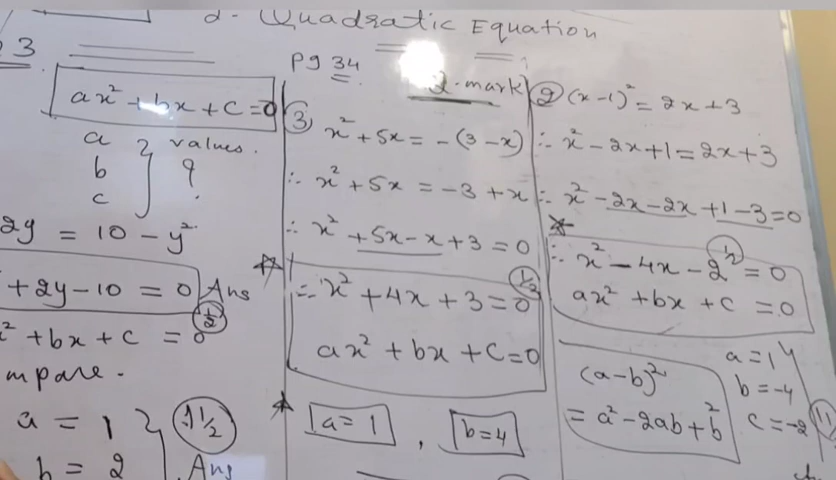 2- Quadratic Equation
3
ax² + bx + c = 0
a
b
c
values.
?
2y = 10 - y²
+ 2y - 10 = 0 Ans
1/2
x² + bx + c = 0
mpare.
a = 1
b = 2
1 1/2
Ans
Pg 34
2-mark
③ x² + 5x = -(3 - x)
∴ x² + 5x = -3 + x
∴ x² + 5x - x + 3 = 0
∴ x² + 4x + 3 = 0
1/2
ax² + bx + c = 0
a = 1 , b = 4
② (x - 1)² = 2x + 3
∴ x² - 2x + 1 = 2x + 3
∴ x² - 2x - 2x + 1 - 3 = 0
∴ x² - 4x - 2 = 0
1/2
ax² + bx + c = 0
(a - b)²
= a² - 2ab + b²
a = 1
b = -4
c = -2